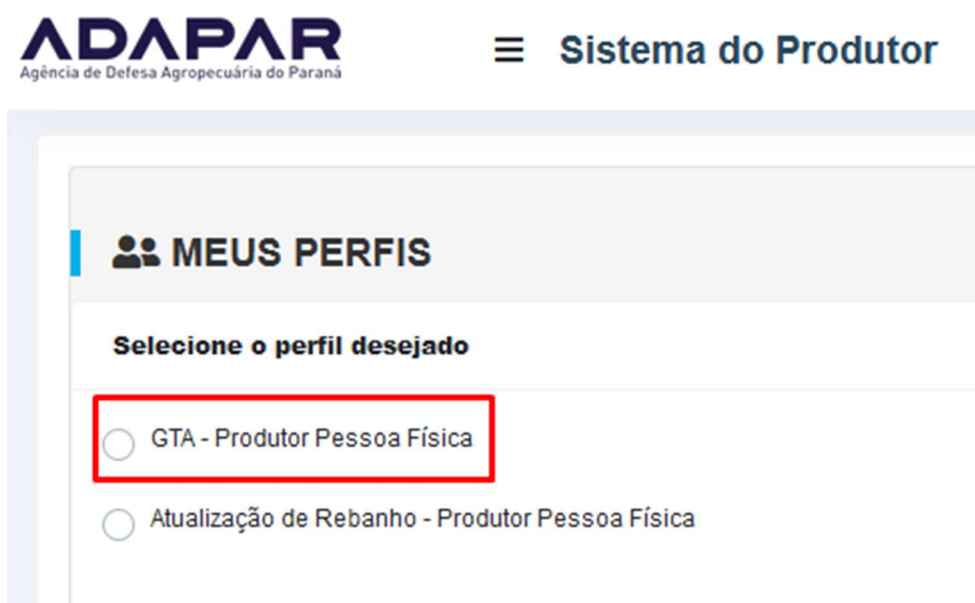 ADAPAR
Agência de Defesa Agropecuária do Paraná
Sistema do Produtor
MEUS PERFIS
Selecione o perfil desejado
GTA - Produtor Pessoa Física
Atualização de Rebanho - Produtor Pessoa Física